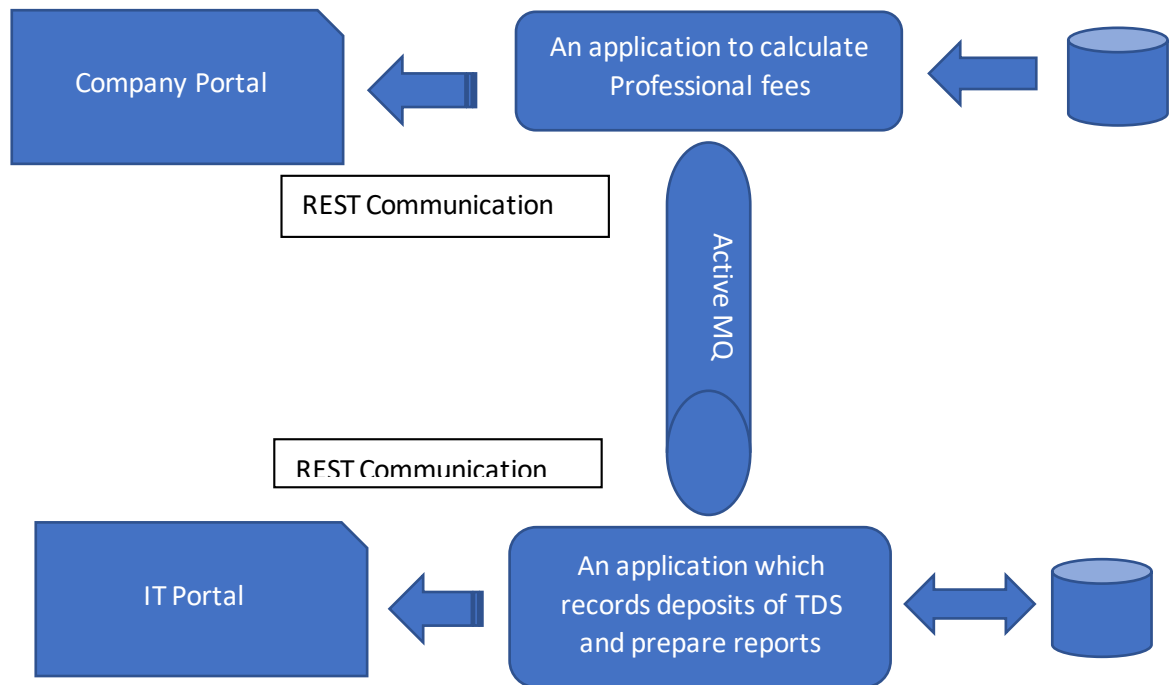 Company Portal
An application to calculate
Professional fees
REST Communication
Active MQ
REST Communication
IT Portal
An application which
records deposits of TDS
and prepare reports